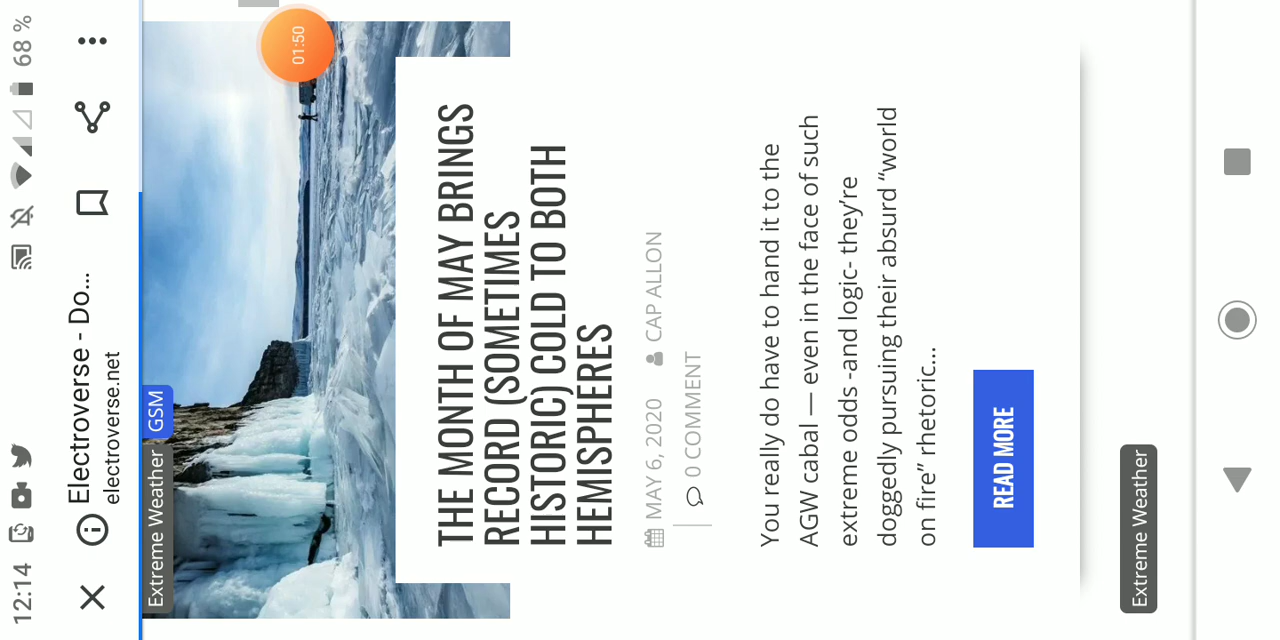 12:14
68 %
Electroverse - Do...
electroverse.net
01:50
Extreme Weather
GSM
THE MONTH OF MAY BRINGS
RECORD (SOMETIMES
HISTORIC) COLD TO BOTH
HEMISPHERES
MAY 6, 2020 CAP ALLON
0 COMMENT
You really do have to hand it to the
AGW cabal — even in the face of such
extreme odds -and logic- they're
doggedly pursuing their absurd “world
on fire” rhetoric...
READ MORE
Extreme Weather